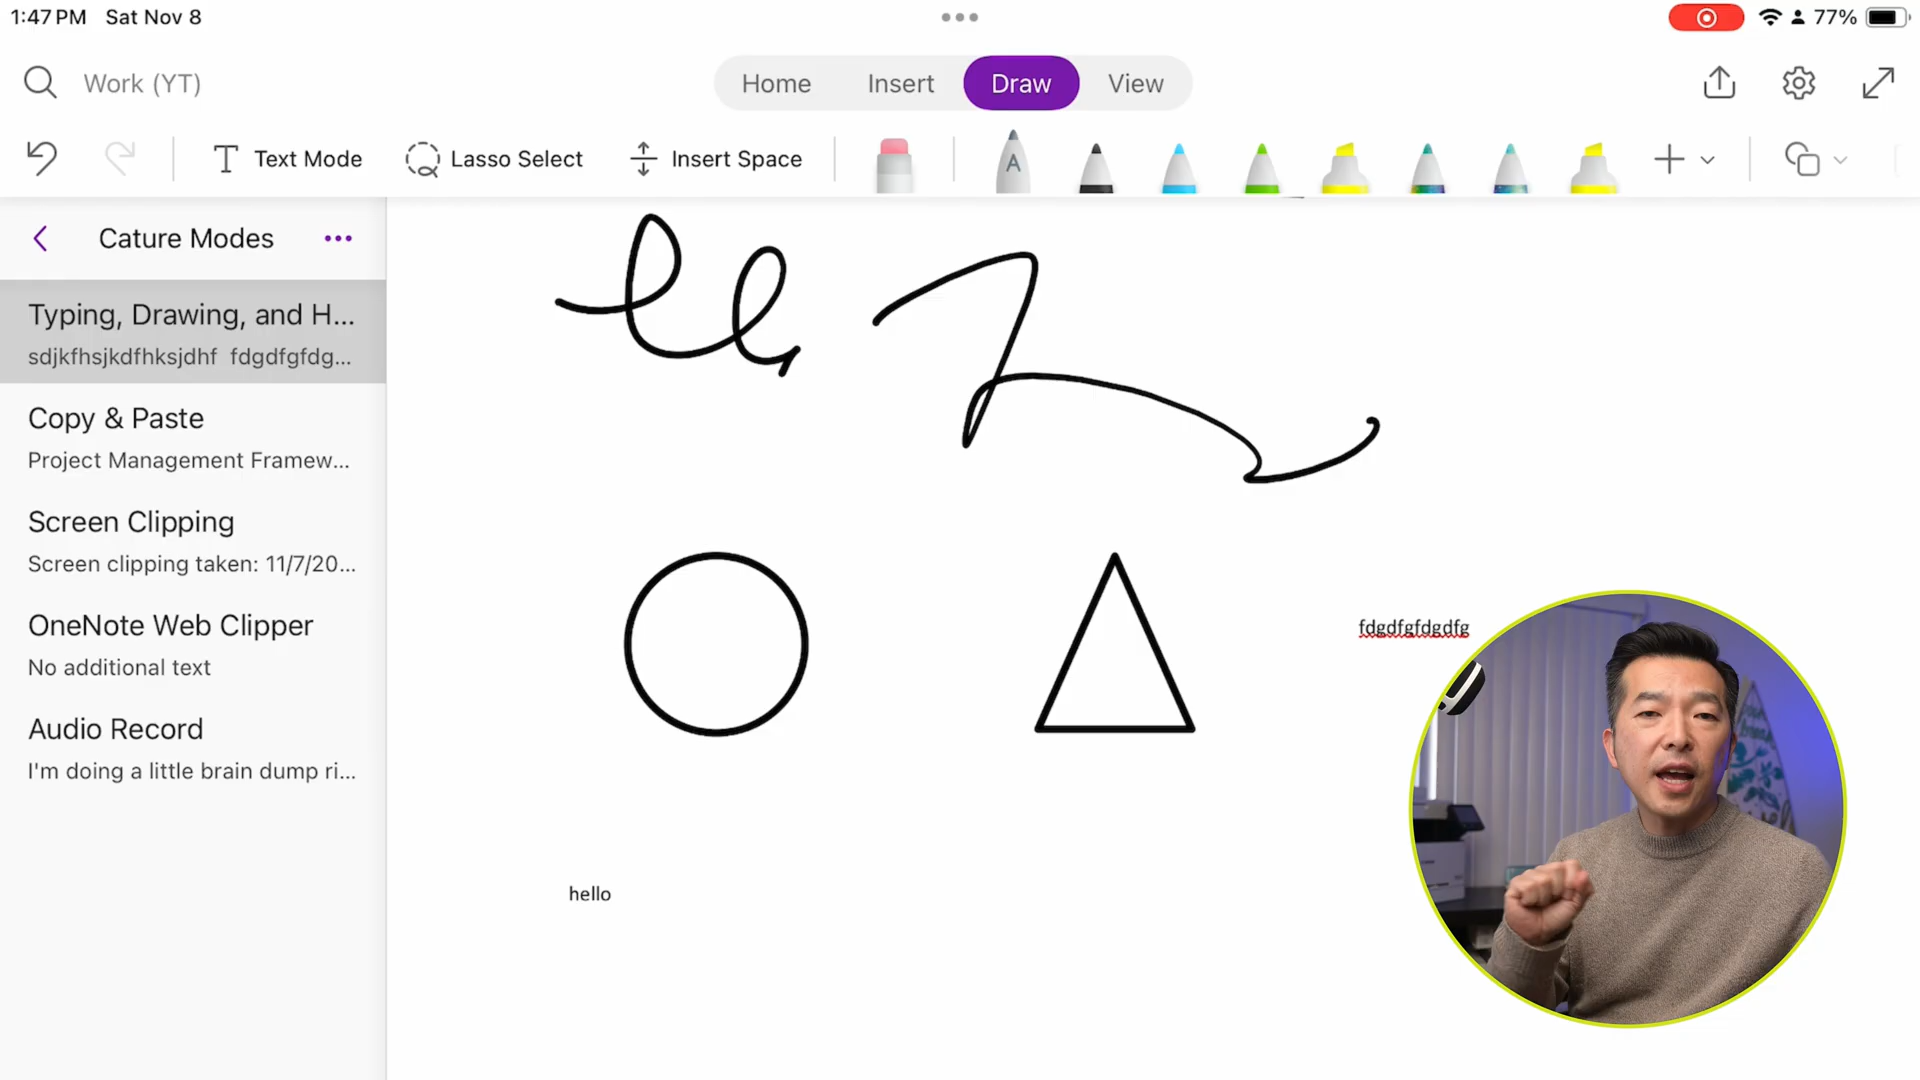 1:47 PM Sat Nov 8 77%
Work (YT) Home Insert Draw View
Text Mode Lasso Select Insert Space A
Cature Modes
Typing, Drawing, and H...
sdjkfhsjkdfhksjdhf fdgdfgfdg...
Copy & Paste
Project Management Framew...
Screen Clipping
Screen clipping taken: 11/7/20...
OneNote Web Clipper
No additional text
Audio Record
I'm doing a little brain dump ri...
fdgdfgfdgdfg
hello